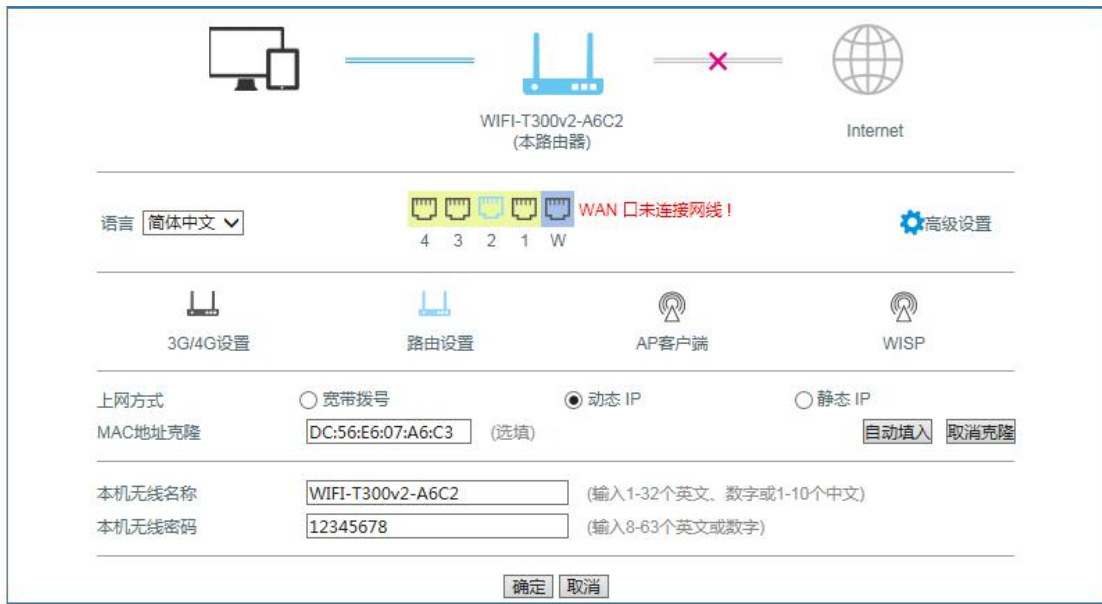 WIFI-T300v2-A6C2
(本路由器)
Internet
语言 简体中文 WAN 口未连接网线！ 高级设置
4 3 2 1 W
3G/4G设置 路由设置 AP客户端 WISP
上网方式 宽带拨号 动态 IP 静态 IP
MAC地址克隆 DC:56:E6:07:A6:C3 (选填) 自动填入 取消克隆
本机无线名称 WIFI-T300v2-A6C2 (输入1-32个英文、数字或1-10个中文)
本机无线密码 12345678 (输入8-63个英文或数字)
确定 取消